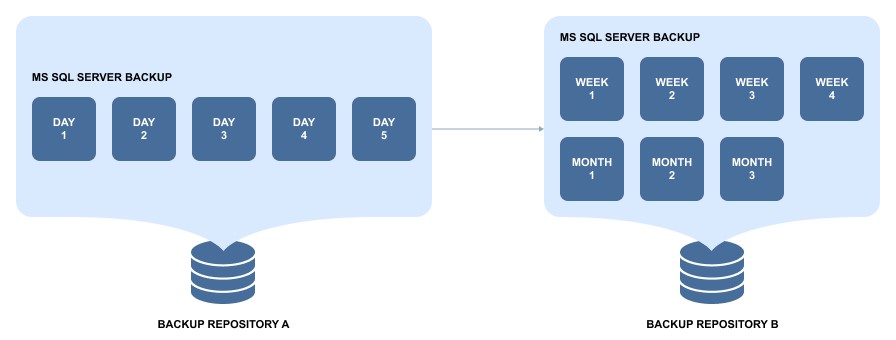 MS SQL SERVER BACKUP
DAY
1
DAY
2
DAY
3
DAY
4
DAY
5
BACKUP REPOSITORY A
MS SQL SERVER BACKUP
WEEK
1
WEEK
2
WEEK
3
WEEK
4
MONTH
1
MONTH
2
MONTH
3
BACKUP REPOSITORY B